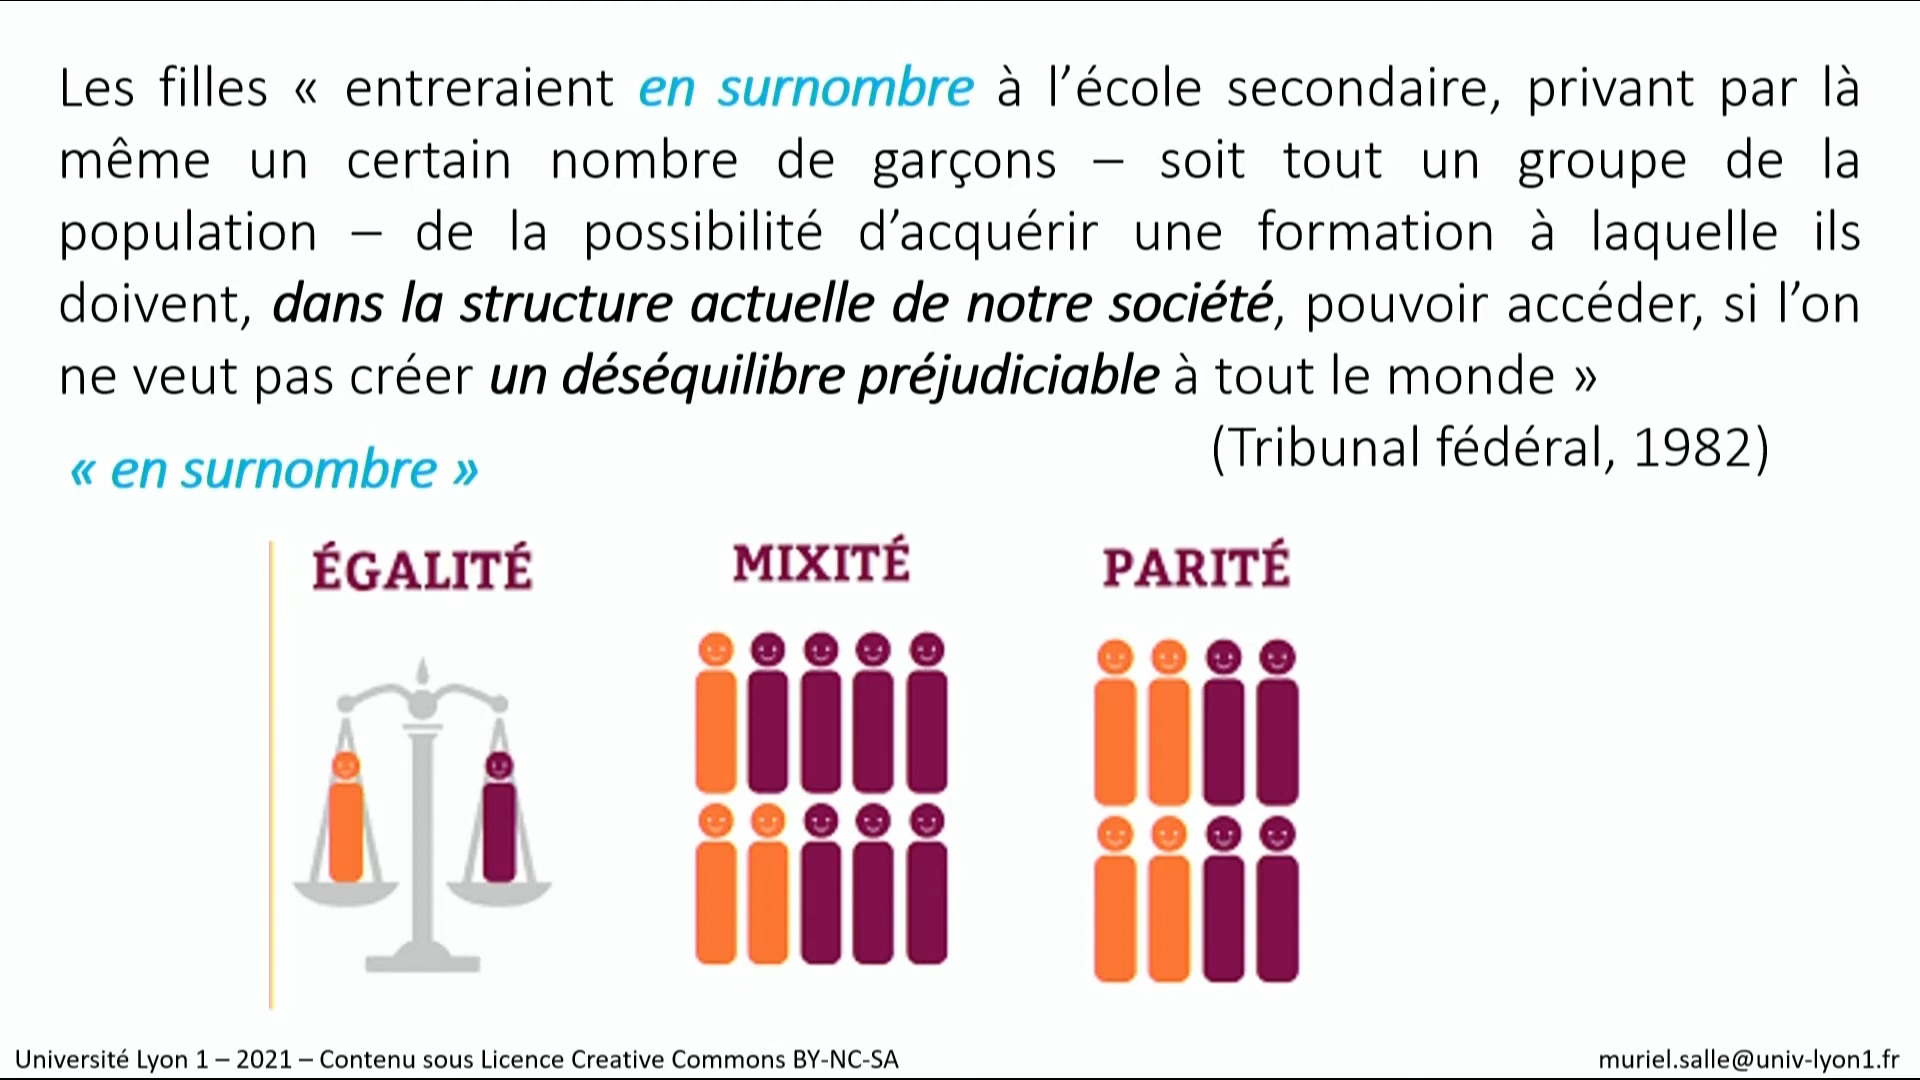 Les filles « entreraient en surnombre à l’école secondaire, privant par là
même un certain nombre de garçons – soit tout un groupe de la
population – de la possibilité d’acquérir une formation à laquelle ils
doivent, dans la structure actuelle de notre société, pouvoir accéder, si l’on
ne veut pas créer un déséquilibre préjudiciable à tout le monde »
(Tribunal fédéral, 1982)
« en surnombre »
ÉGALITÉ
MIXITÉ
PARITÉ
Université Lyon 1 – 2021 – Contenu sous Licence Creative Commons BY-NC-SA
muriel.salle@univ-lyon1.fr